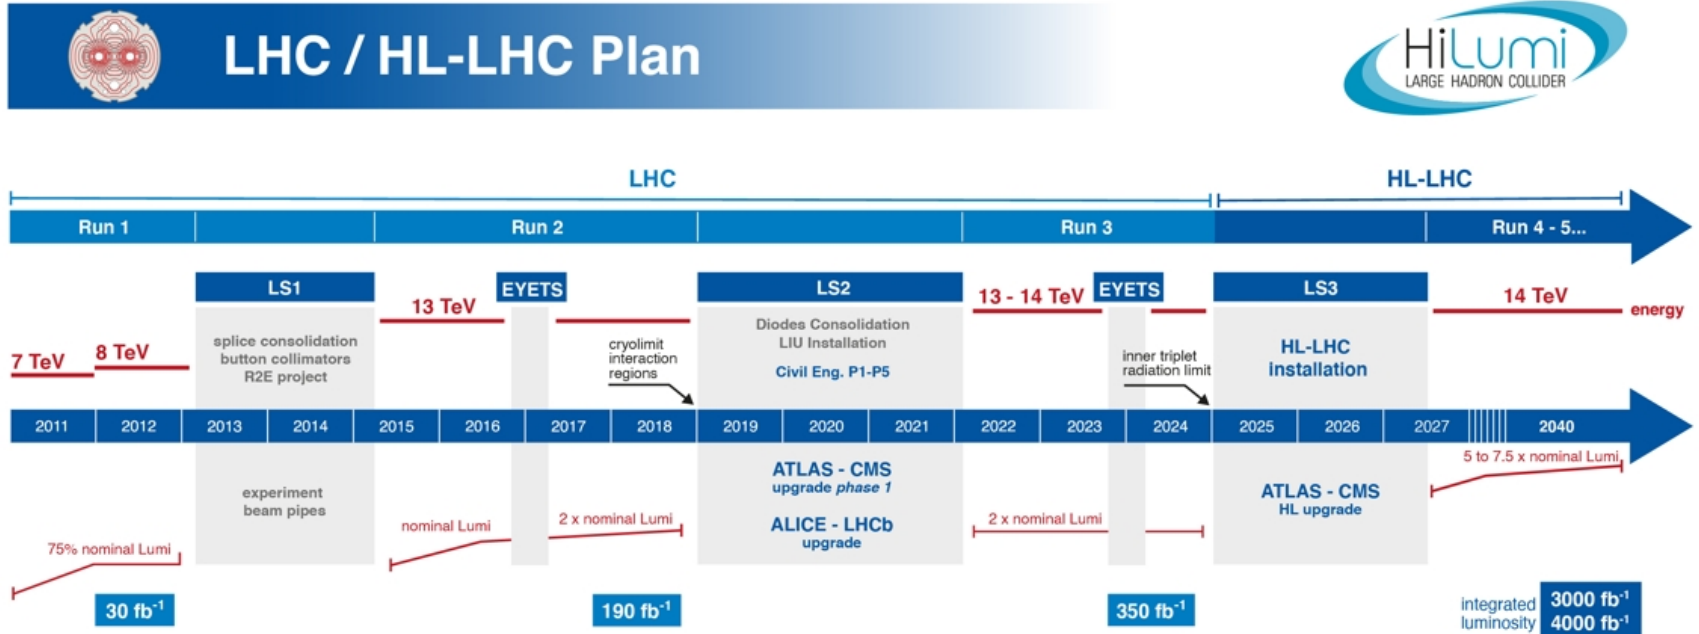 LHC / HL-LHC Plan
HiLumi
LARGE HADRON COLLIDER
LHC
HL-LHC
Run 1
Run 2
Run 3
Run 4 - 5...
LS1
EYETS
LS2
EYETS
LS3
13 TeV
13 - 14 TeV
14 TeV
energy
7 TeV
8 TeV
splice consolidation
button collimators
R2E project
cryolimit
interaction
regions
Diodes Consolidation
LIU Installation
Civil Eng. P1-P5
inner triplet
radiation limit
HL-LHC
installation
2011
2012
2013
2014
2015
2016
2017
2018
2019
2020
2021
2022
2023
2024
2025
2026
2027
2040
5 to 7.5 x nominal Lumi
experiment
beam pipes
ATLAS - CMS
upgrade phase 1
ALICE - LHCb
upgrade
ATLAS - CMS
HL upgrade
75% nominal Lumi
nominal Lumi
2 x nominal Lumi
2 x nominal Lumi
30 fb⁻¹
190 fb⁻¹
350 fb⁻¹
integrated
luminosity
3000 fb⁻¹
4000 fb⁻¹